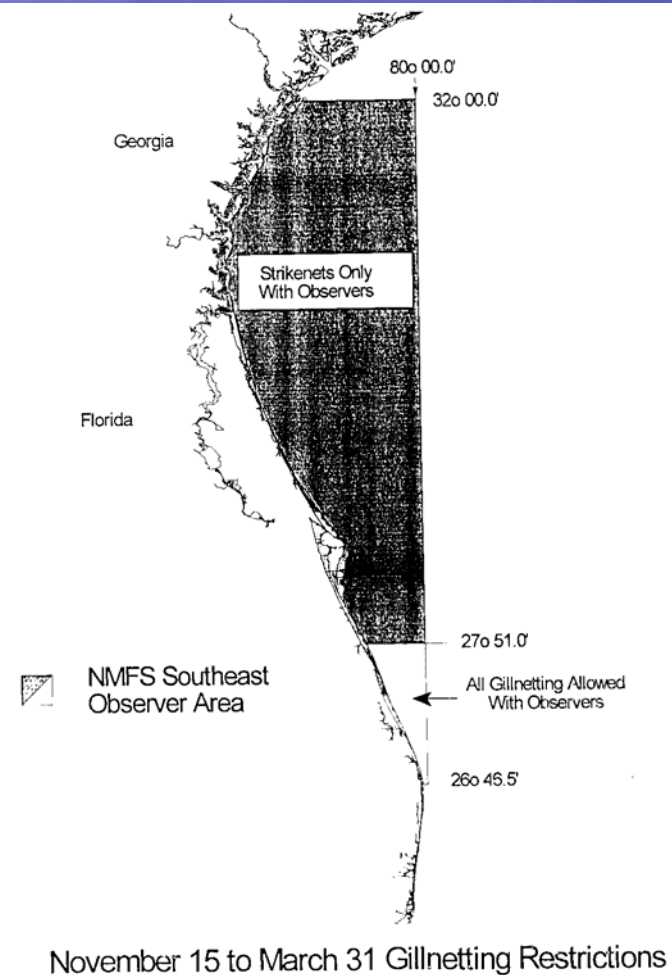 80o 00.0'
32o 00.0'
Georgia
Strikenets Only
With Observers
Florida
27o 51.0'
NMFS Southeast
Observer Area
All Gillnetting Allowed
With Observers
26o 46.5'
November 15 to March 31 Gillnetting Restrictions